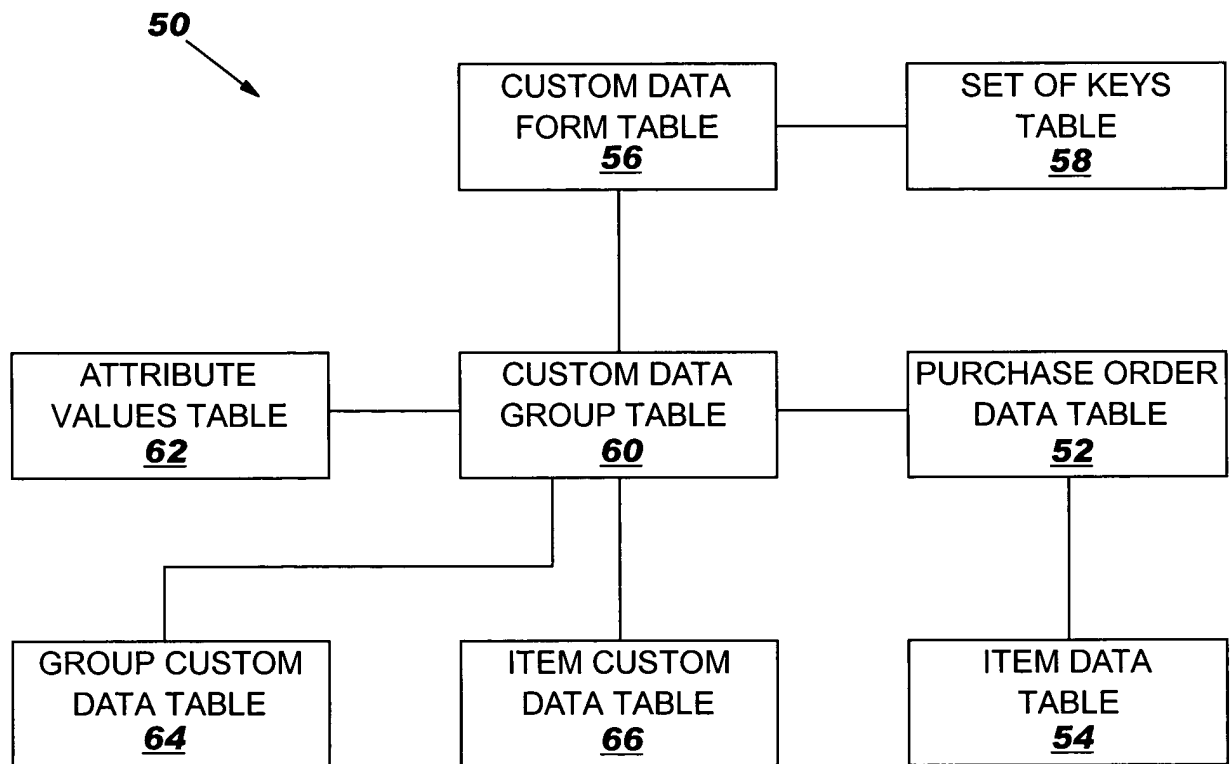 50
CUSTOM DATA
FORM TABLE
56
SET OF KEYS
TABLE
58
ATTRIBUTE
VALUES TABLE
62
CUSTOM DATA
GROUP TABLE
60
PURCHASE ORDER
DATA TABLE
52
GROUP CUSTOM
DATA TABLE
64
ITEM CUSTOM
DATA TABLE
66
ITEM DATA
TABLE
54